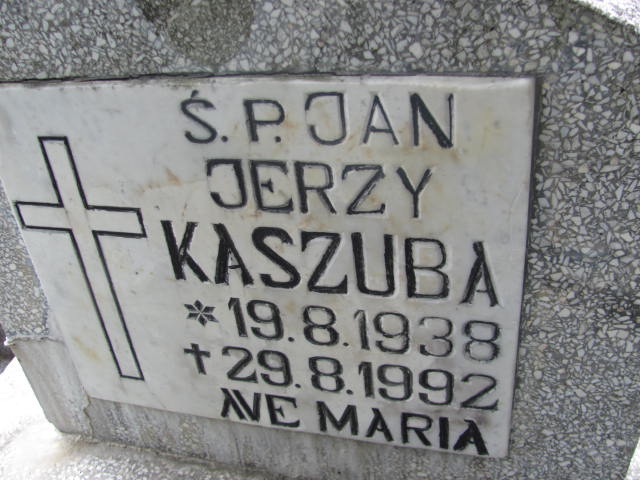 Ś.P. JAN
JERZY
KASZUBA
* 19.8.1938
† 29.8.1992
AVE MARIA